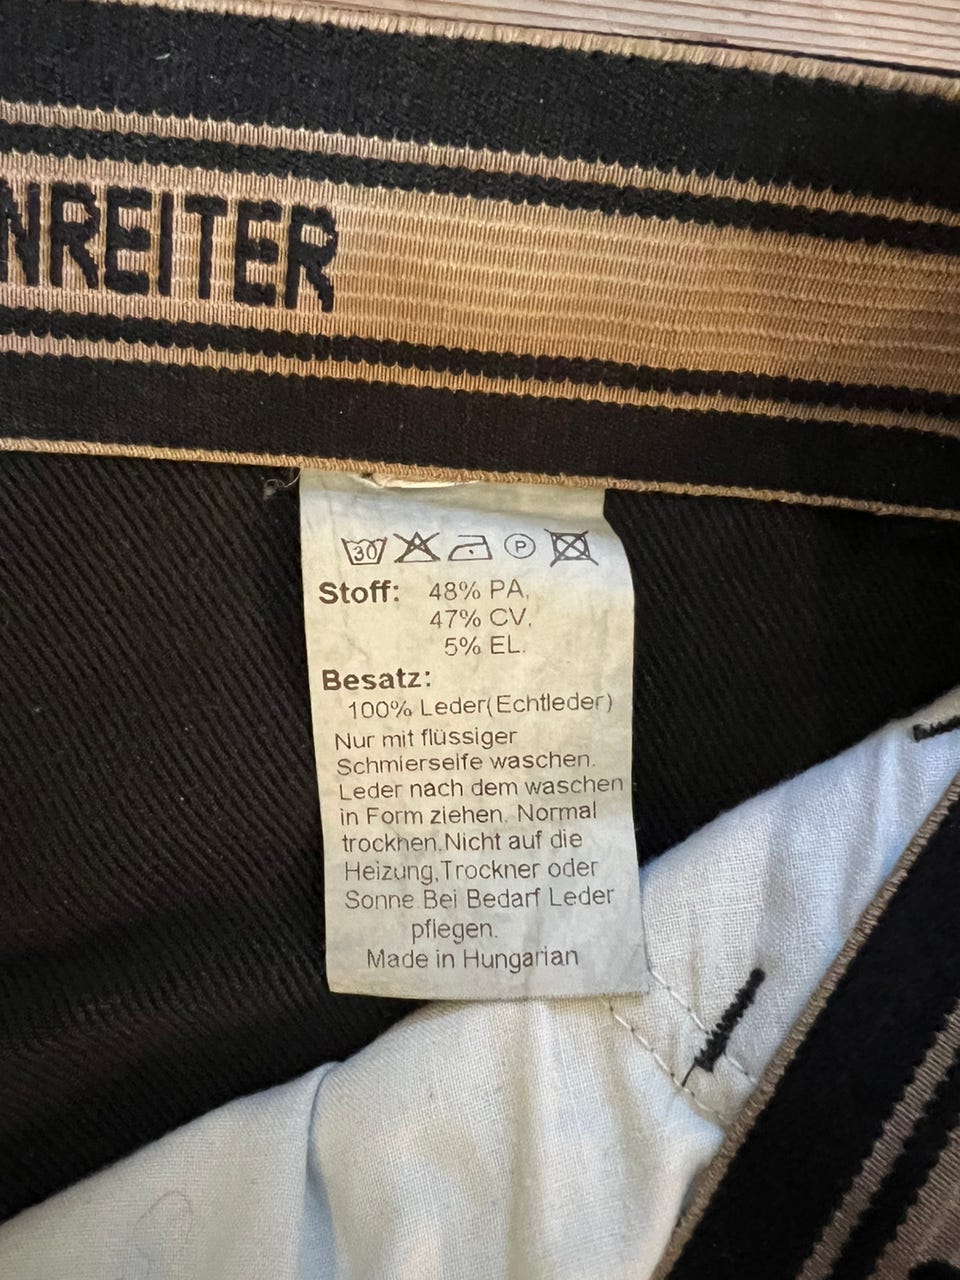 NREITER
30 P
Stoff: 48% PA,
47% CV,
5% EL.
Besatz:
100% Leder(Echtleder)
Nur mit flüssiger
Schmierseife waschen.
Leder nach dem waschen
in Form ziehen. Normal
trocknen.Nicht auf die
Heizung,Trockner oder
Sonne Bei Bedarf Leder
pflegen.
Made in Hungarian